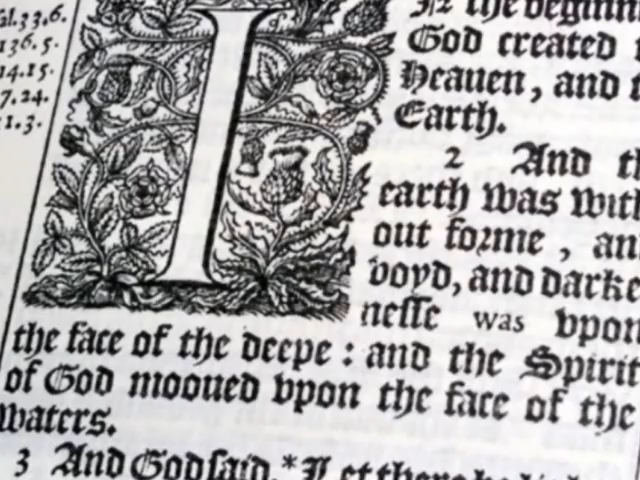 al.33.6.
136.5.
14.15.
7.24.
1.3.
I
In the beginn
God created
Heauen, and
Earth.
2 And th
earth was with
out forme, an
voyd, and darke
nesse was vpon
the face of the deepe: and the Spirit
of God mooued vpon the face of the
waters.
3 And God said, *Let there be